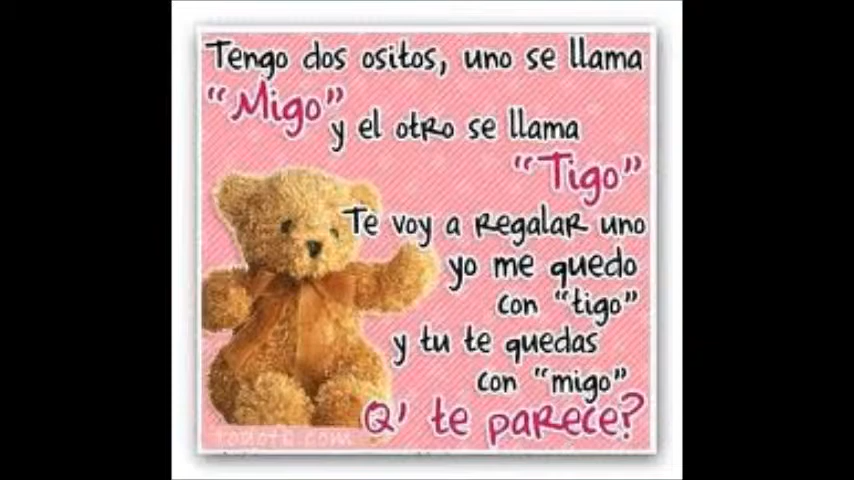 Tengo dos ositos, uno se llama
"Migo"
y el otro se llama
"Tigo"
Te voy a regalar uno
yo me quedo
con "tigo"
y tu te quedas
con "migo"
Q' te parece?